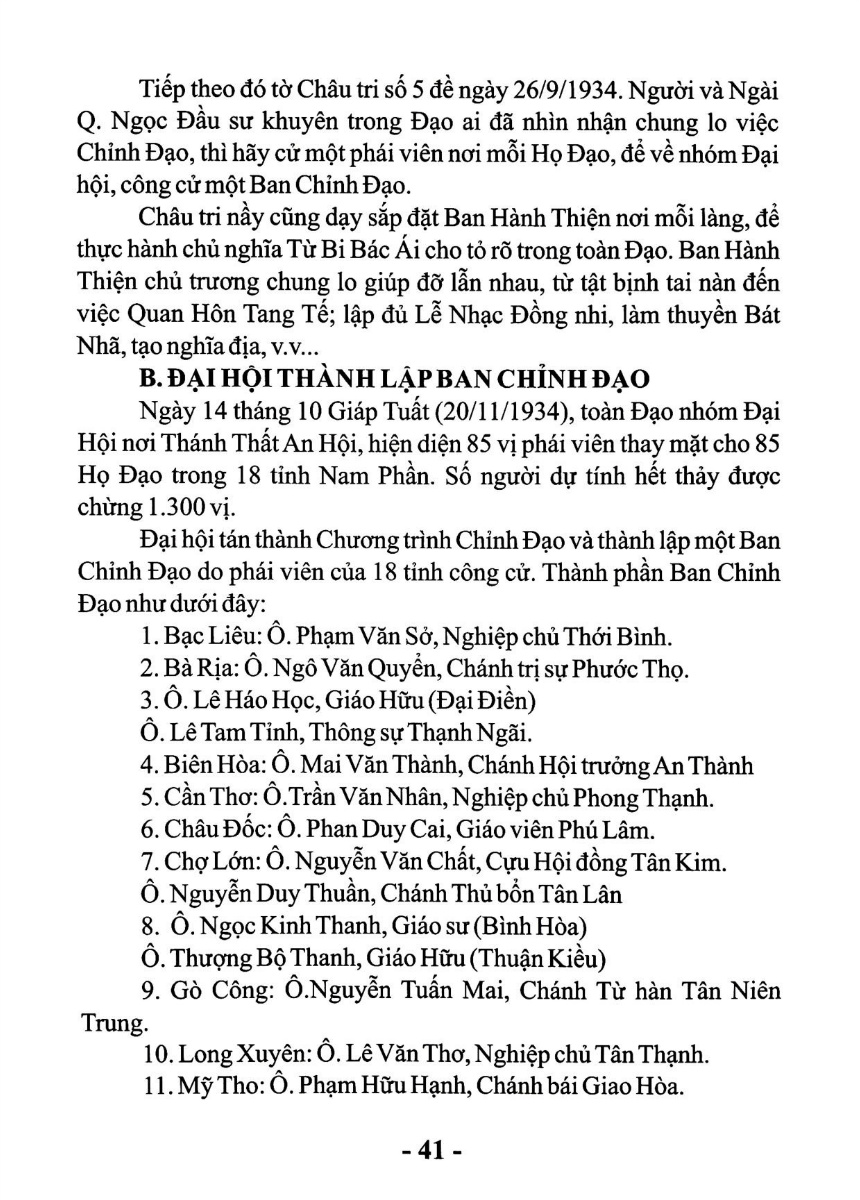 Tiếp theo đó tờ Châu tri số 5 đề ngày 26/9/1934. Người và Ngài
Q. Ngọc Đầu sư khuyên trong Đạo ai đã nhìn nhận chung lo việc
Chỉnh Đạo, thì hãy cử một phái viên nơi mỗi Họ Đạo, để về nhóm Đại
hội, công cử một Ban Chỉnh Đạo.
Châu tri nầy cũng dạy sắp đặt Ban Hành Thiện nơi mỗi làng, để
thực hành chủ nghĩa Từ Bi Bác Ái cho tỏ rõ trong toàn Đạo. Ban Hành
Thiện chủ trương chung lo giúp đỡ lẫn nhau, từ tật bịnh tai nàn đến
việc Quan Hôn Tang Tế; lập đủ Lễ Nhạc Đồng nhi, làm thuyền Bát
Nhã, tạo nghĩa địa, v.v...
B. ĐẠI HỘI THÀNH LẬP BAN CHỈNH ĐẠO
Ngày 14 tháng 10 Giáp Tuất (20/11/1934), toàn Đạo nhóm Đại
Hội nơi Thánh Thất An Hội, hiện diện 85 vị phái viên thay mặt cho 85
Họ Đạo trong 18 tỉnh Nam Phần. Số người dự tính hết thảy được
chừng 1.300 vị.
Đại hội tán thành Chương trình Chỉnh Đạo và thành lập một Ban
Chỉnh Đạo do phái viên của 18 tỉnh công cử. Thành phần Ban Chỉnh
Đạo như dưới đây:
1. Bạc Liêu: Ô. Phạm Văn Sở, Nghiệp chủ Thới Bình.
2. Bà Rịa: Ô. Ngô Văn Quyển, Chánh trị sự Phước Thọ.
3. Ô. Lê Háo Học, Giáo Hữu (Đại Điền)
Ô. Lê Tam Tỉnh, Thông sự Thạnh Ngãi.
4. Biên Hòa: Ô. Mai Văn Thành, Chánh Hội trưởng An Thành
5. Cần Thơ: Ô.Trần Văn Nhân, Nghiệp chủ Phong Thạnh.
6. Châu Đốc: Ô. Phan Duy Cai, Giáo viên Phú Lâm.
7. Chợ Lớn: Ô. Nguyễn Văn Chất, Cựu Hội đồng Tân Kim.
Ô. Nguyễn Duy Thuần, Chánh Thủ bổn Tân Lân
8. Ô. Ngọc Kinh Thanh, Giáo sư (Bình Hòa)
Ô. Thượng Bộ Thanh, Giáo Hữu (Thuận Kiều)
9. Gò Công: Ô.Nguyễn Tuấn Mai, Chánh Từ hàn Tân Niên
Trung.
10. Long Xuyên: Ô. Lê Văn Thơ, Nghiệp chủ Tân Thạnh.
11. Mỹ Tho: Ô. Phạm Hữu Hạnh, Chánh bái Giao Hòa.
- 41 -